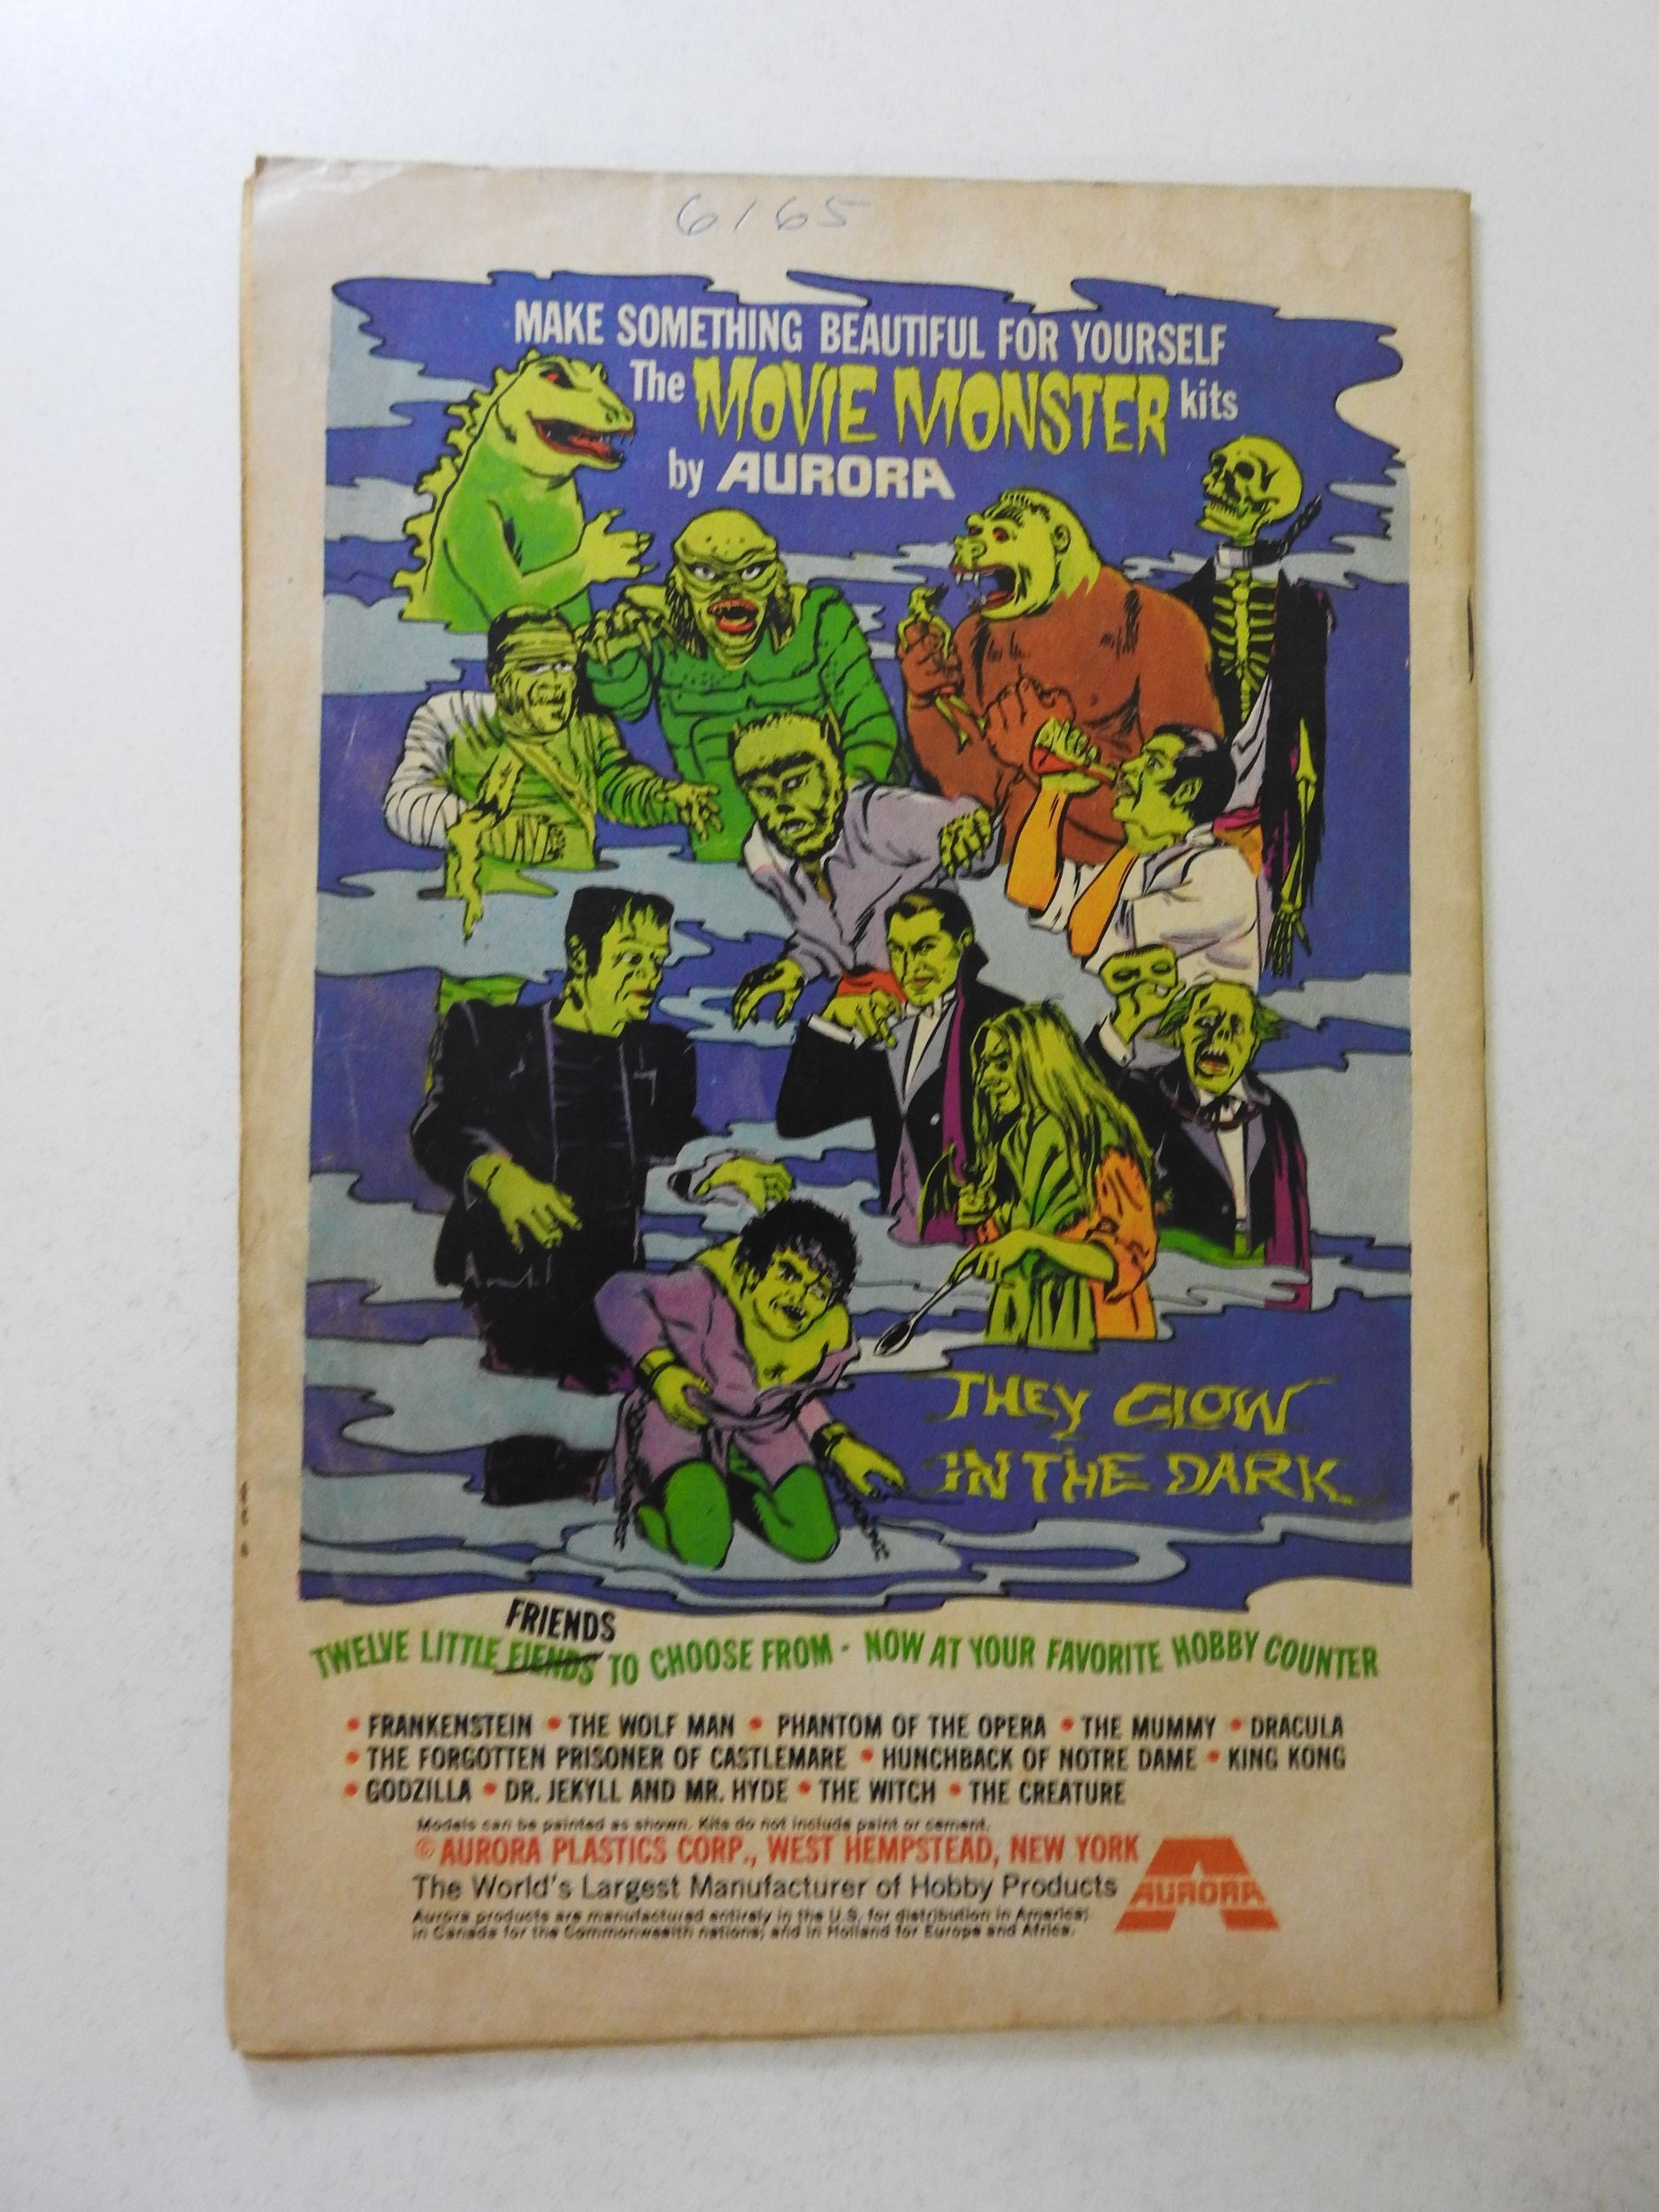 6165
MAKE SOMETHING BEAUTIFUL FOR YOURSELF
The MOVIE MONSTER kits
by AURORA
THEY GLOW
IN THE DARK
FRIENDS
TWELVE LITTLE FIENDS TO CHOOSE FROM - NOW AT YOUR FAVORITE HOBBY COUNTER
• FRANKENSTEIN • THE WOLF MAN • PHANTOM OF THE OPERA • THE MUMMY • DRACULA
• THE FORGOTTEN PRISONER OF CASTLEMARE • HUNCHBACK OF NOTRE DAME • KING KONG
• GODZILLA • DR. JEKYLL AND MR. HYDE • THE WITCH • THE CREATURE
Models can be painted as shown. Kits do not include paint or cement.
© AURORA PLASTICS CORP., WEST HEMPSTEAD, NEW YORK
The World's Largest Manufacturer of Hobby Products
AURORA
Aurora products are manufactured entirely in the U.S. for distribution in America;
in Canada for the Commonwealth nations; and in Holland for Europe and Africa.